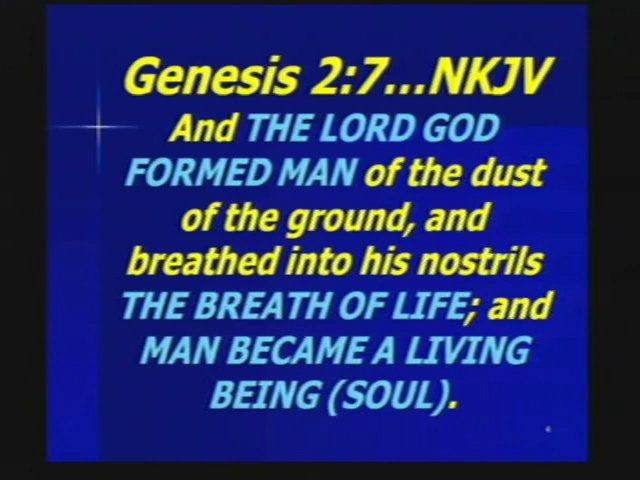 Genesis 2:7...NKJV
And THE LORD GOD
FORMED MAN of the dust
of the ground, and
breathed into his nostrils
THE BREATH OF LIFE; and
MAN BECAME A LIVING
BEING (SOUL).